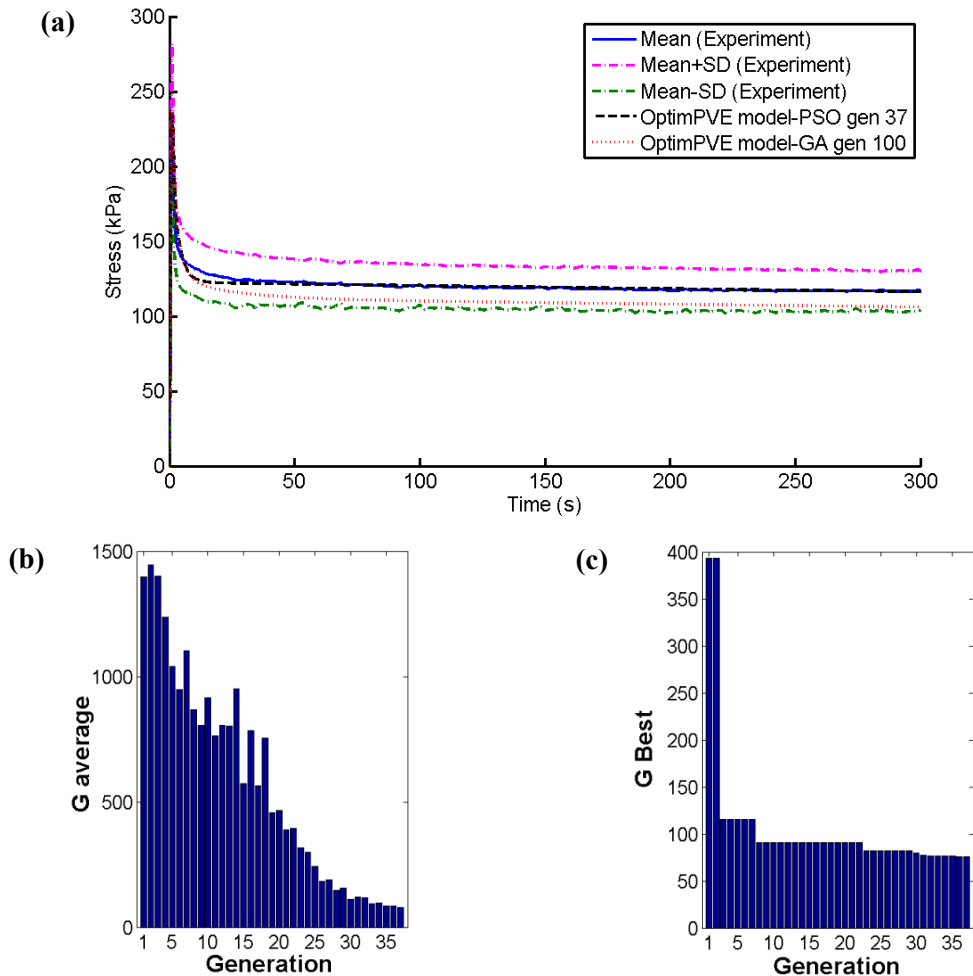 (a)
300
250
200
150
100
50
0
Stress (kPa)
0 50 100 150 200 250 300
Time (s)
Mean (Experiment)
Mean+SD (Experiment)
Mean-SD (Experiment)
OptimPVE model-PSO gen 37
OptimPVE model-GA gen 100
(b)
1500
1000
500
0
G average
1 5 10 15 20 25 30 35
Generation
(c)
400
350
300
250
200
150
100
50
0
G Best
1 5 10 15 20 25 30 35
Generation